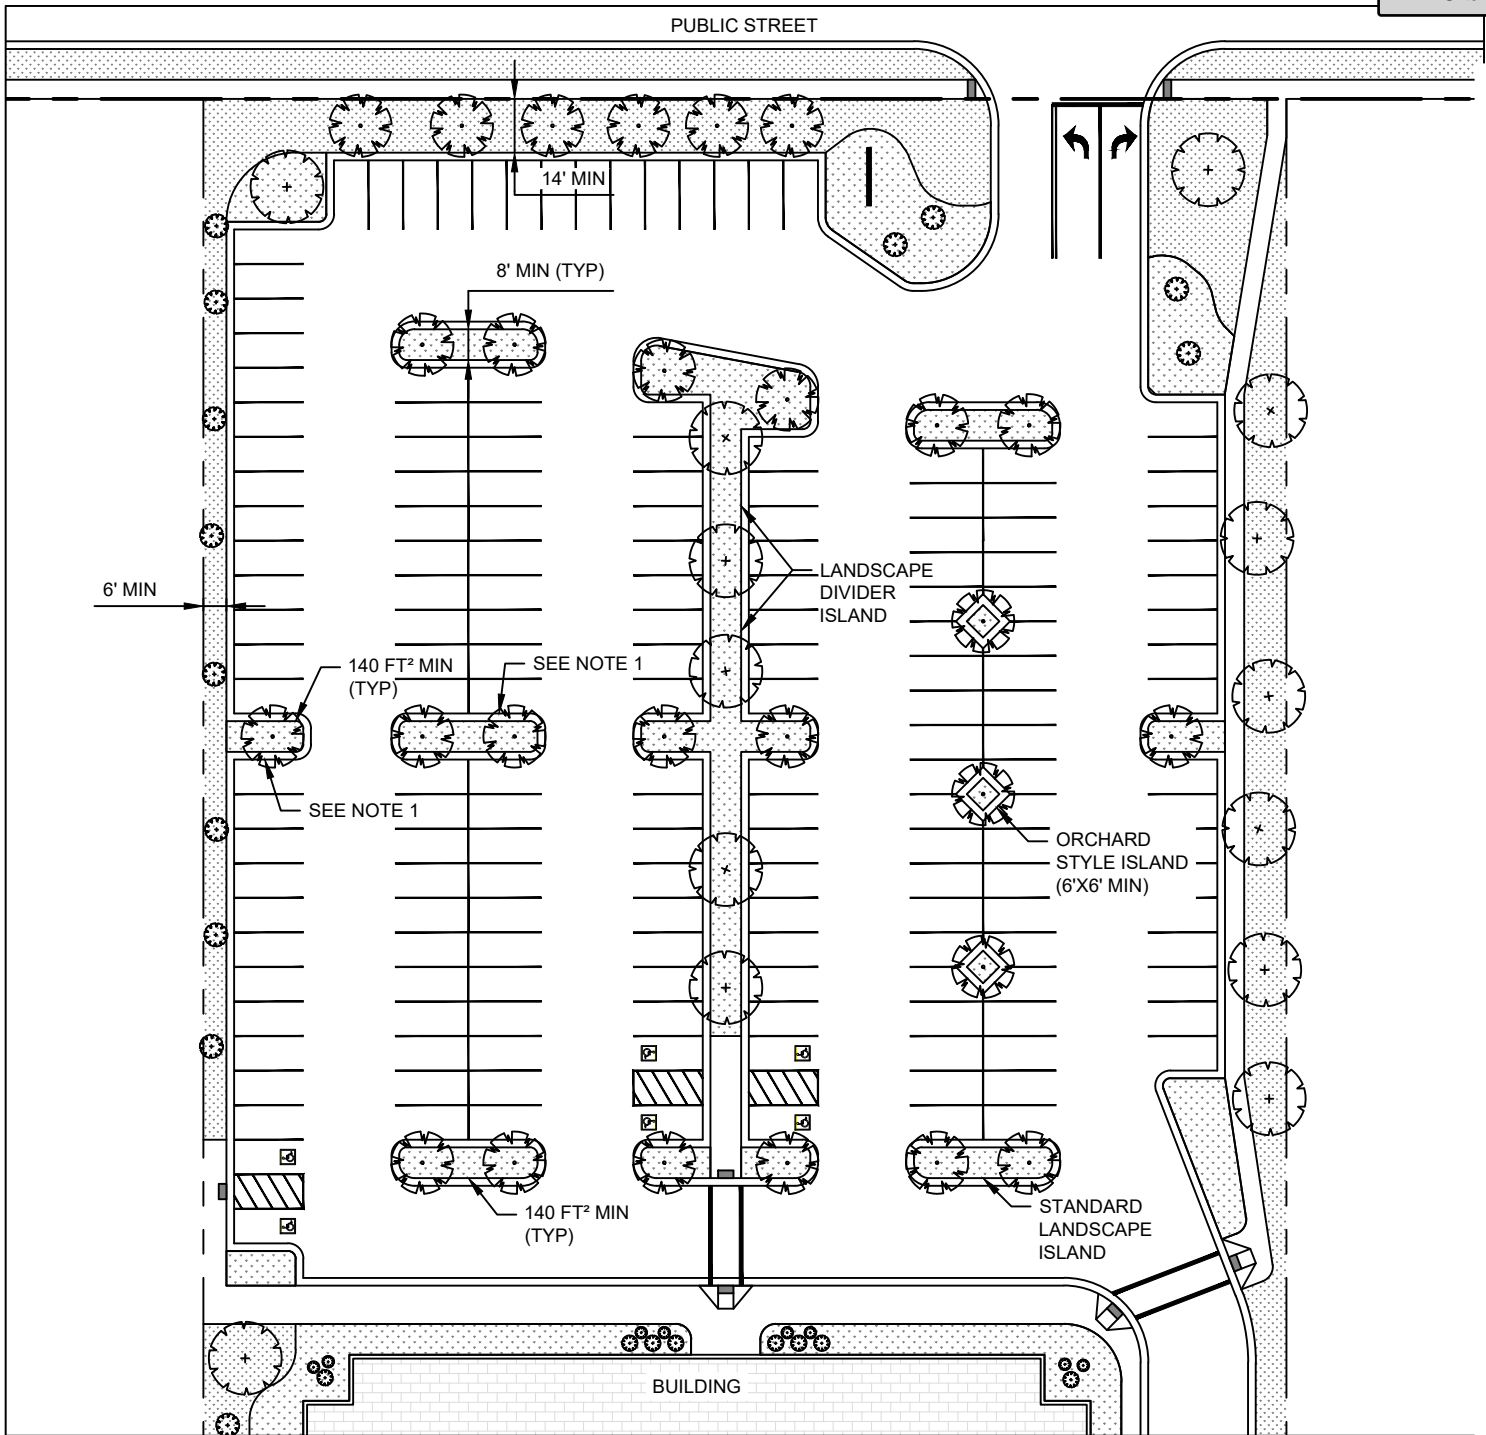 PUBLIC STREET
14' MIN
8' MIN (TYP)
LANDSCAPE
DIVIDER
ISLAND
6' MIN
140 FT² MIN
(TYP)
SEE NOTE 1
SEE NOTE 1
ORCHARD
STYLE ISLAND
(6'X6' MIN)
140 FT² MIN
(TYP)
STANDARD
LANDSCAPE
ISLAND
BUILDING